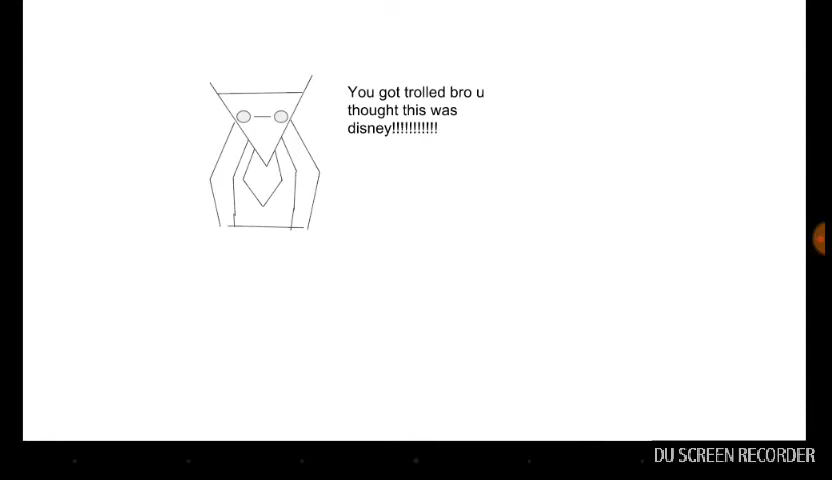 You got trolled bro u
thought this was
disney!!!!!!!!!!!
DU SCREEN RECORDER